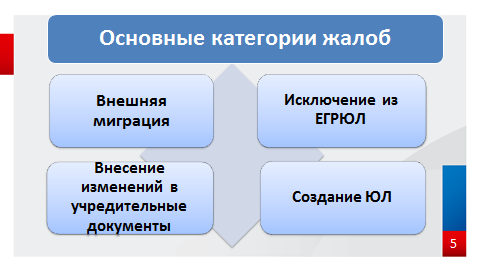 Основные категории жалоб
Внешняя
миграция
Исключение из
ЕГРЮЛ
Внесение
изменений в
учредительные
документы
Создание ЮЛ
5